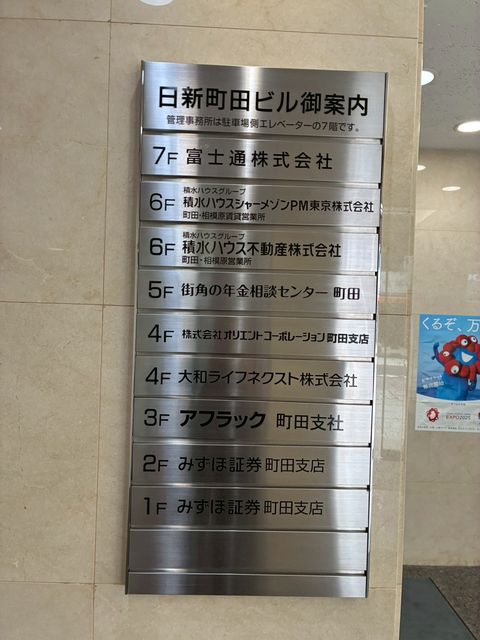 日新町田ビル御案内
管理事務所は駐車場側エレベーターの7階です。
7F 富士通株式会社
積水ハウスグループ
6F 積水ハウスシャーメゾンPM東京株式会社
町田・相模原賃貸営業所
積水ハウスグループ
6F 積水ハウス不動産株式会社
町田・相模原営業所
5F 街角の年金相談センター 町田
4F 株式会社オリエントコーポレーション 町田支店
4F 大和ライフネクスト株式会社
3F アフラック 町田支社
2F みずほ証券 町田支店
1F みずほ証券 町田支店
くるぞ、万
EXPO2025